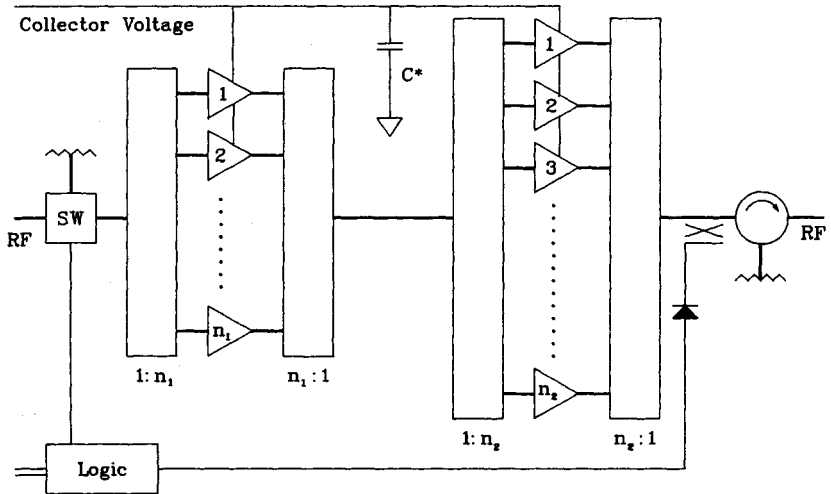 Collector Voltage
C*
1
2
n₁
1
2
3
n₂
SW
RF
RF
1:n₁
n₁:1
1:n₂
n₂:1
Logic